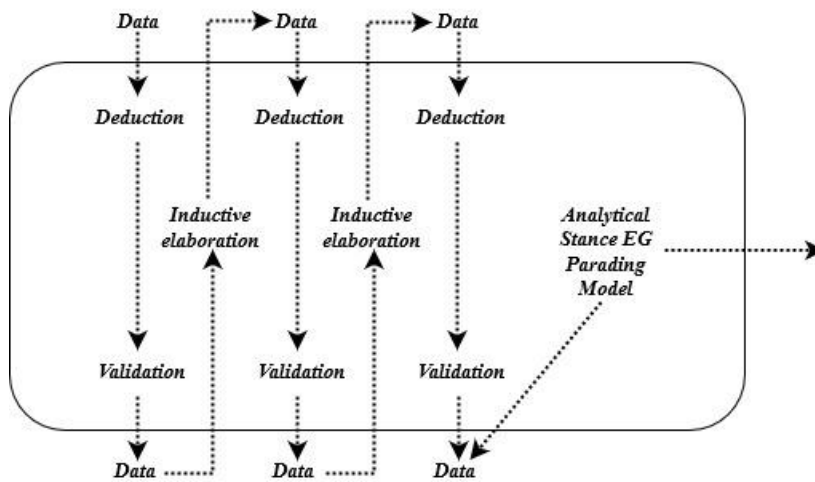 Data
Data
Data
Deduction
Deduction
Deduction
Inductive
elaboration
Inductive
elaboration
Analytical
Stance EG
Parading
Model
Validation
Validation
Validation
Data
Data
Data